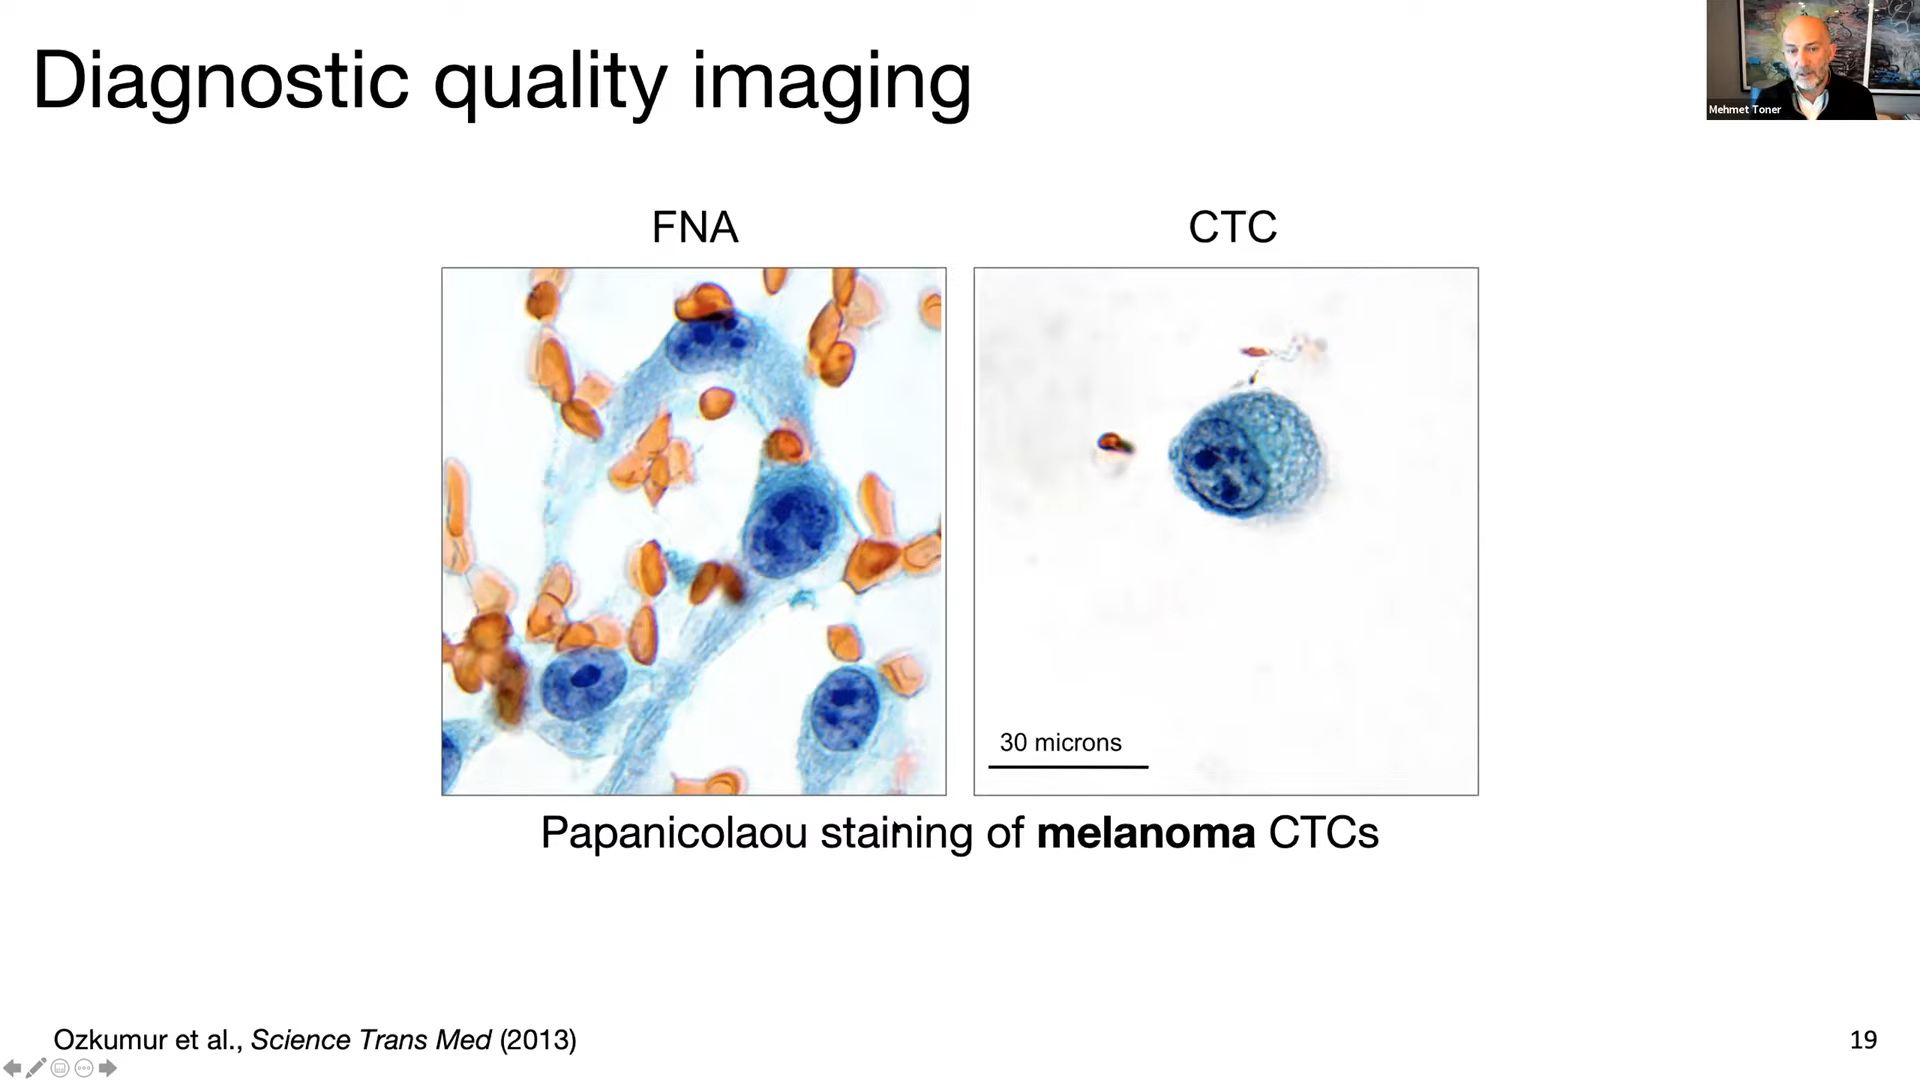 Diagnostic quality imaging
Mehmet Toner
FNA
CTC
30 microns
Papanicolaou staining of melanoma CTCs
Ozkumur et al., Science Trans Med (2013)
19